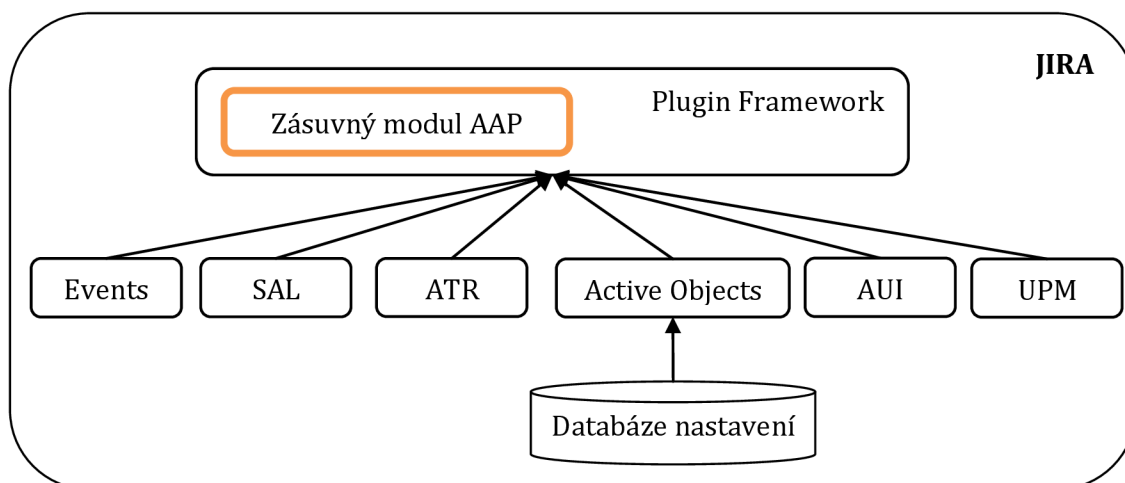 JIRA
Plugin Framework
Zásuvný modul AAP
Events
SAL
ATR
Active Objects
AUI
UPM
Databáze nastavení